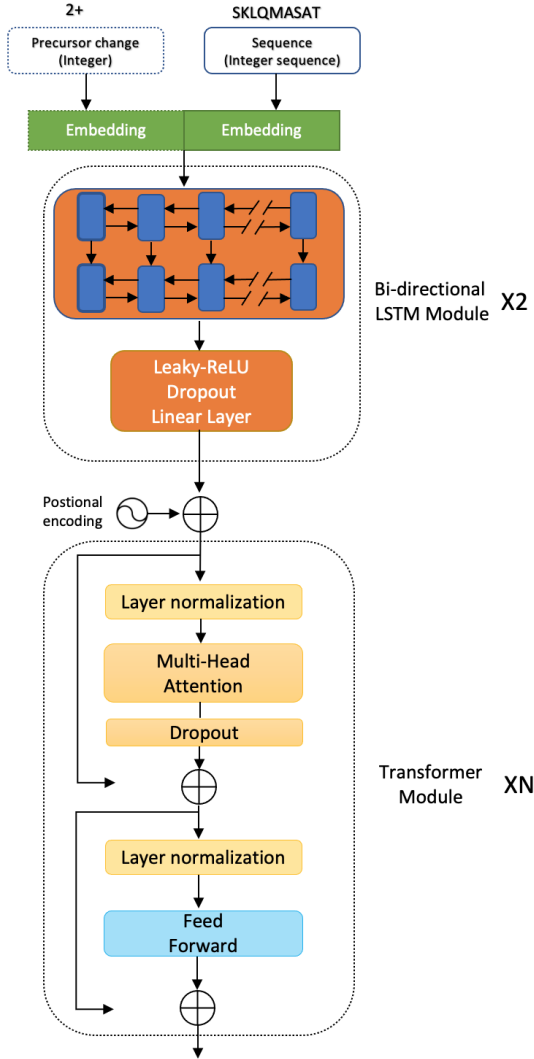 2+
SKLQMASAT
Precursor change
(Integer)
Sequence
(Integer sequence)
Embedding
Embedding
Bi-directional
LSTM Module
X2
Leaky-ReLU
Dropout
Linear Layer
Postional
encoding
Layer normalization
Multi-Head
Attention
Dropout
Transformer
Module
XN
Layer normalization
Feed
Forward